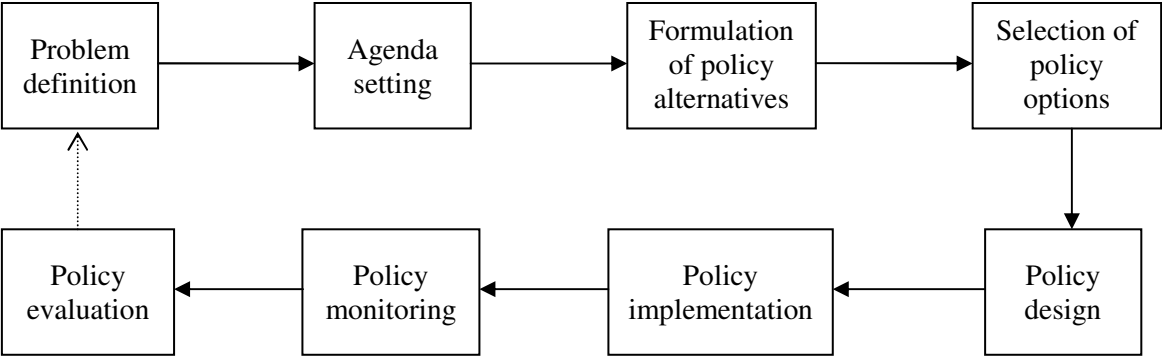 Problem
definition
Agenda
setting
Formulation
of policy
alternatives
Selection of
policy
options
Policy
design
Policy
implementation
Policy
monitoring
Policy
evaluation